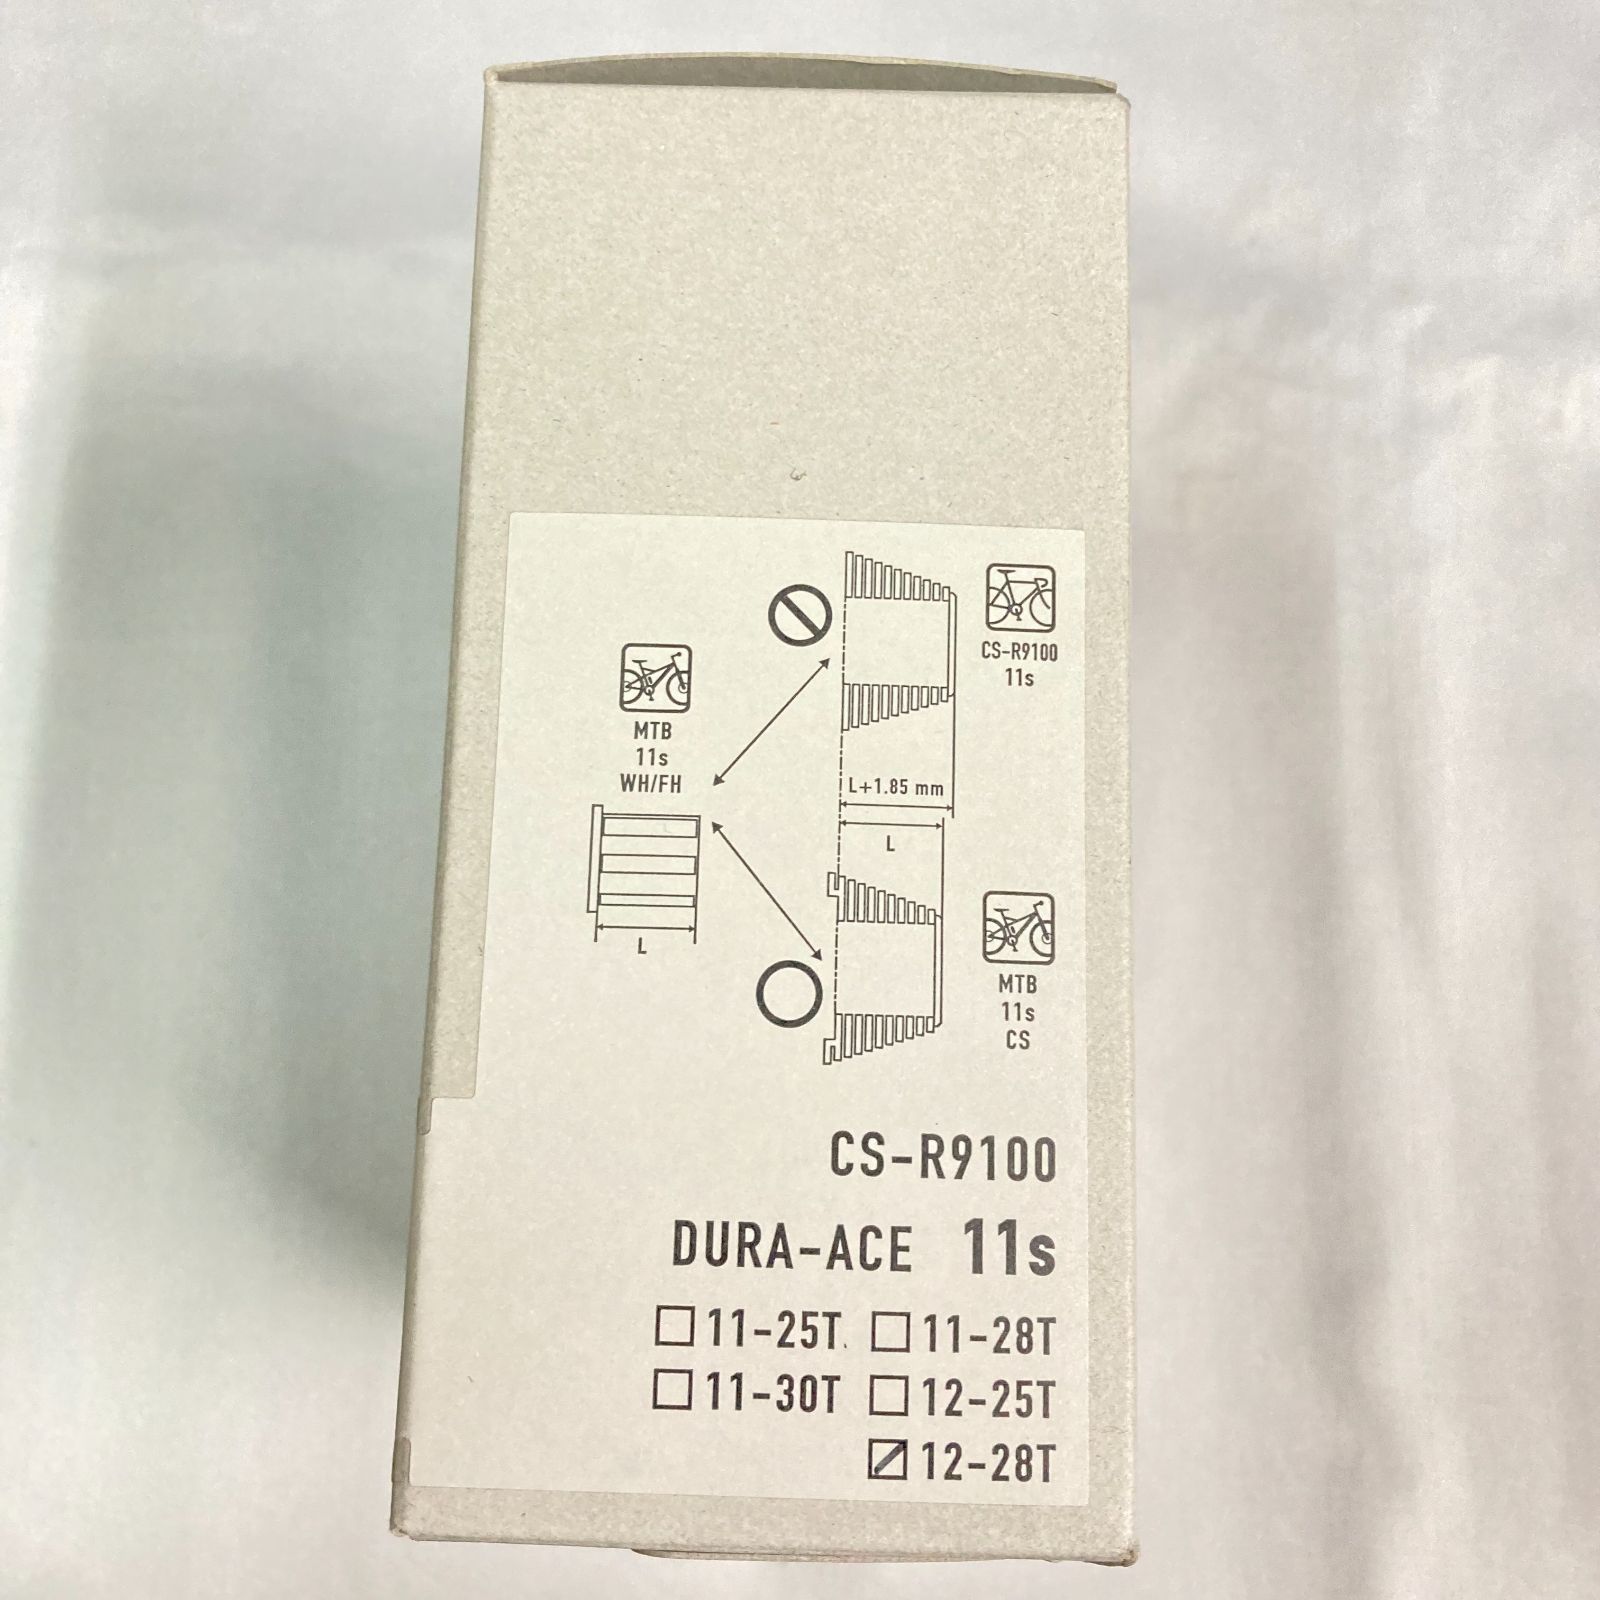 CS-R9100
11s
MTB
11s
WH/FH
L+1.85 mm
L
L
MTB
11s
CS
CS-R9100
DURA-ACE 11s
11-25T 11-28T
11-30T 12-25T
12-28T